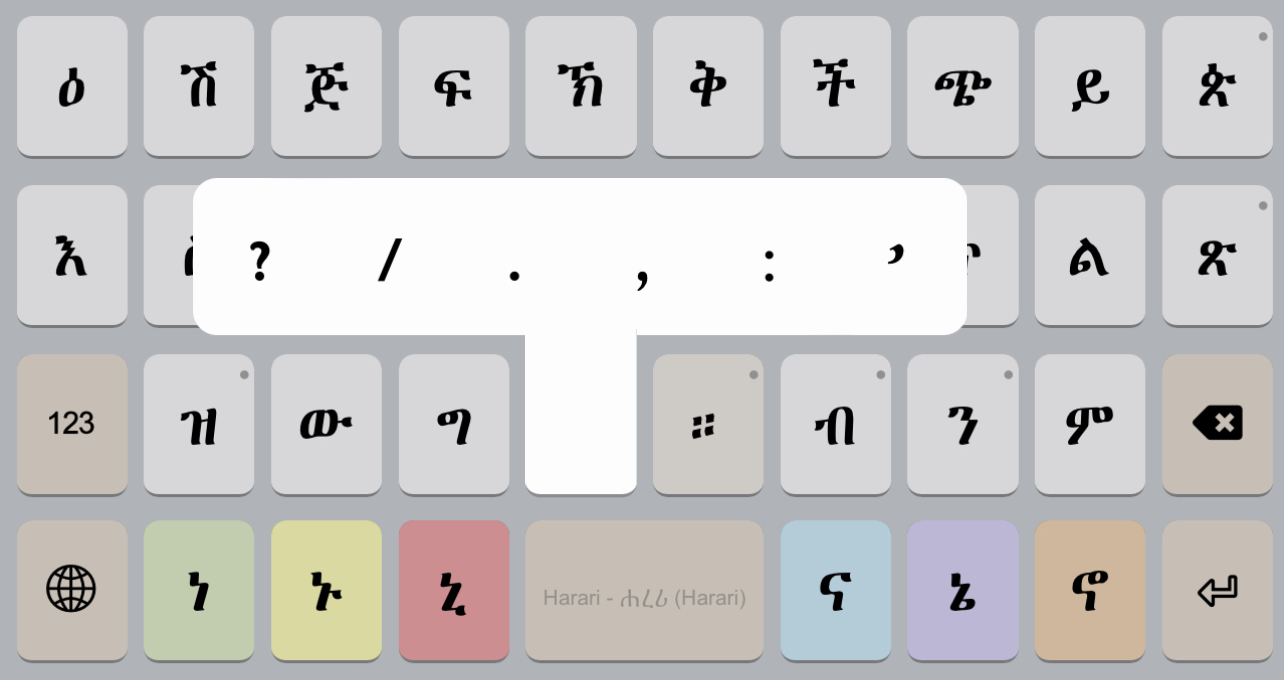 ዕ ሽ ጅ ፍ ኽ ቅ ች ጭ ይ ጵ
እ ? / . , : ’ ል ጽ
123 ዝ ው ግ ። ብ ን ም
ነ ኑ ኒ Harari - ሐረሪ (Harari) ና ኔ ኖ